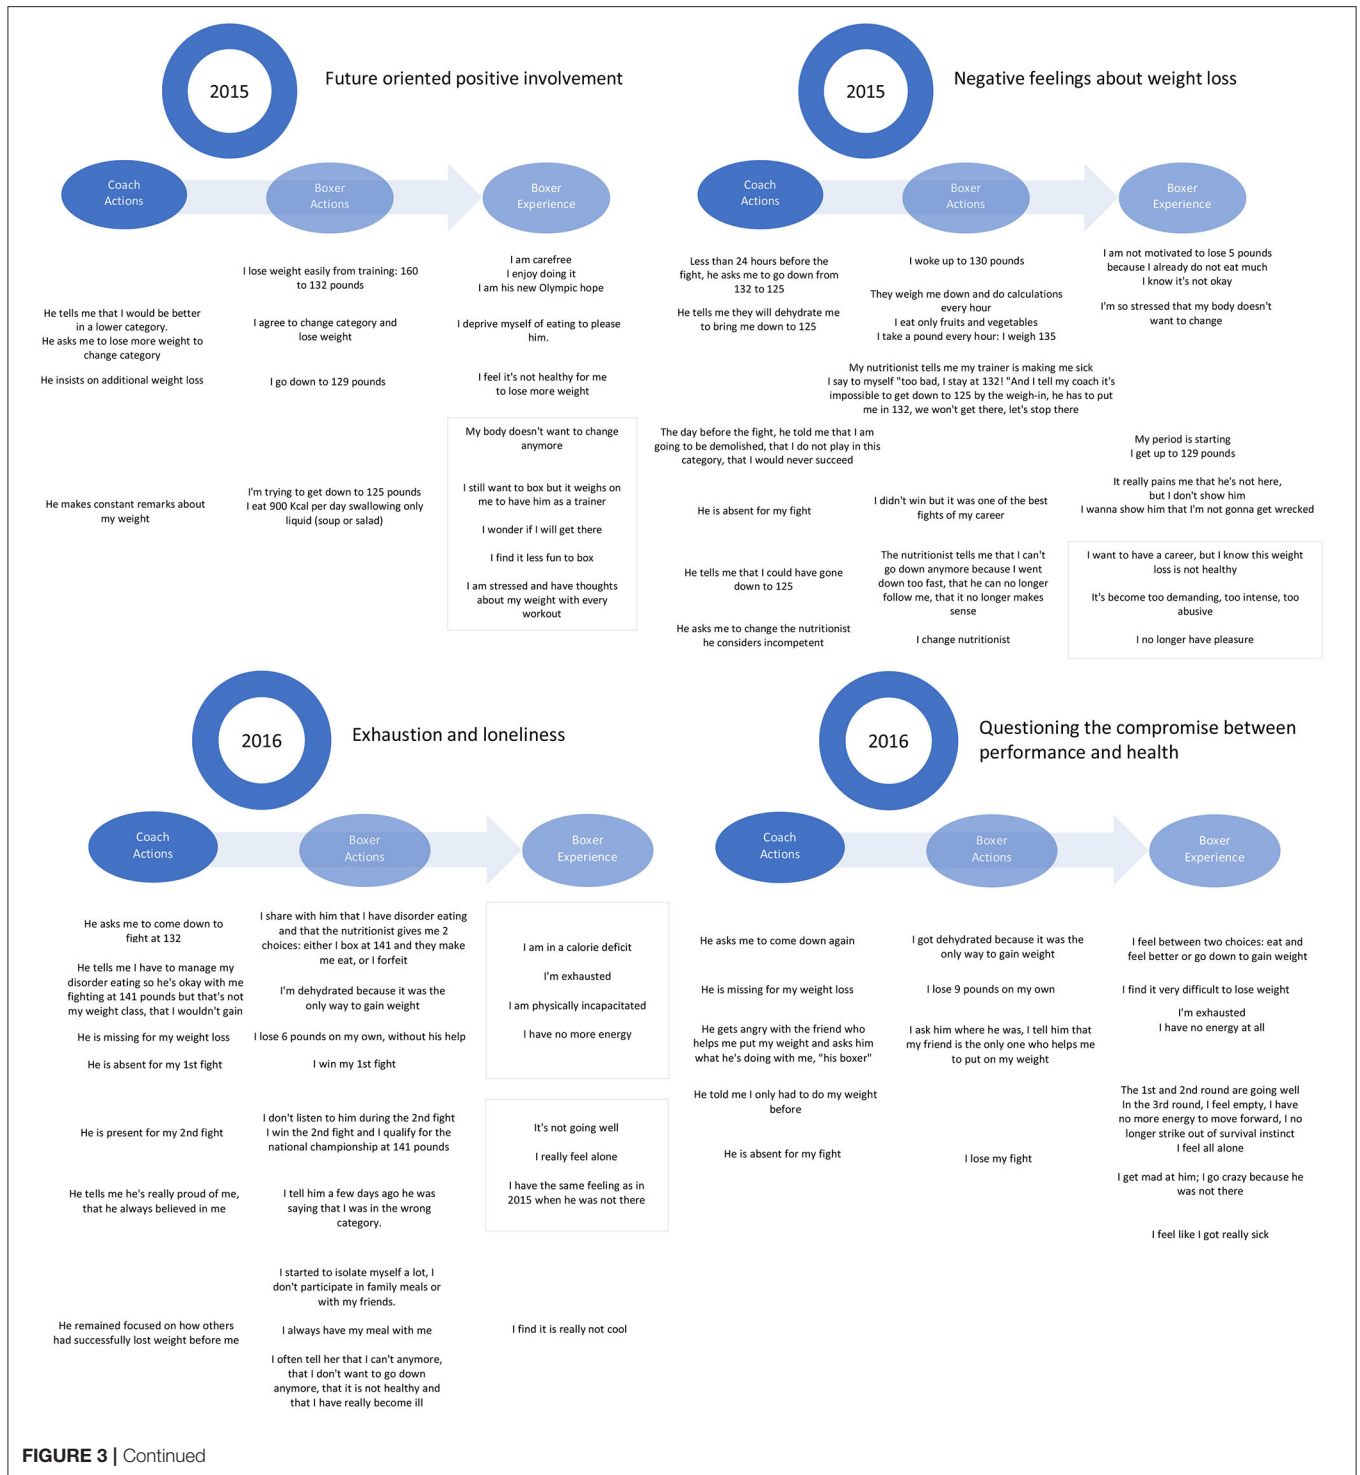 2015
Future oriented positive involvement
Coach
Actions
Boxer
Actions
Boxer
Experience
I lose weight easily from training: 160
to 132 pounds
I am carefree
I enjoy doing it
I am his new Olympic hope
He tells me that I would be better
in a lower category.
He asks me to lose more weight to
change category
I agree to change category and
lose weight
I deprive myself of eating to please
him.
He insists on additional weight loss
I go down to 129 pounds
I feel it's not healthy for me
to lose more weight
He makes constant remarks about
my weight
I'm trying to get down to 125 pounds
I eat 900 Kcal per day swallowing only
liquid (soup or salad)
My body doesn't want to change
anymore
I still want to box but it weighs on
me to have him as a trainer
I wonder if I will get there
I find it less fun to box
I am stressed and have thoughts
about my weight with every
workout
2015
Negative feelings about weight loss
Coach
Actions
Boxer
Actions
Boxer
Experience
Less than 24 hours before the
fight, he asks me to go down from
132 to 125
I woke up to 130 pounds
I am not motivated to lose 5 pounds
because I already do not eat much
I know it's not okay
He tells me they will dehydrate me
to bring me down to 125
They weigh me down and do calculations
every hour
I eat only fruits and vegetables
I take a pound every hour: I weigh 135
I'm so stressed that my body doesn't
want to change
My nutritionist tells me my trainer is making me sick
I say to myself "too bad, I stay at 132! "And I tell my coach it's
impossible to get down to 125 by the weigh-in, he has to put
me in 132, we won't get there, let's stop there
The day before the fight, he told me that I am
going to be demolished, that I do not play in this
category, that I would never succeed
My period is starting
I get up to 129 pounds
He is absent for my fight
I didn't win but it was one of the best
fights of my career
It really pains me that he's not here,
but I don't show him
I wanna show him that I'm not gonna get wrecked
He tells me that I could have gone
down to 125
The nutritionist tells me that I can't
go down anymore because I went
down too fast, that he can no longer
follow me, that it no longer makes
sense
I want to have a career, but I know this weight
loss is not healthy
It's become too demanding, too intense, too
abusive
He asks me to change the nutritionist
he considers incompetent
I change nutritionist
I no longer have pleasure
2016
Exhaustion and loneliness
Coach
Actions
Boxer
Actions
Boxer
Experience
He asks me to come down to
fight at 132
I share with him that I have disorder eating
and that the nutritionist gives me 2
choices: either I box at 141 and they make
me eat, or I forfeit
I am in a calorie deficit
I'm exhausted
I am physically incapacitated
I have no more energy
He tells me I have to manage my
disorder eating so he's okay with me
fighting at 141 pounds but that's not
my weight class, that I wouldn't gain
I'm dehydrated because it was the
only way to gain weight
He is missing for my weight loss
I lose 6 pounds on my own, without his help
He is absent for my 1st fight
I win my 1st fight
He is present for my 2nd fight
I don't listen to him during the 2nd fight
I win the 2nd fight and I qualify for the
national championship at 141 pounds
It's not going well
I really feel alone
I have the same feeling as in
2015 when he was not there
He tells me he's really proud of me,
that he always believed in me
I tell him a few days ago he was
saying that I was in the wrong
category.
I started to isolate myself a lot, I
don't participate in family meals or
with my friends.
He remained focused on how others
had successfully lost weight before me
I always have my meal with me
I find it is really not cool
I often tell her that I can't anymore,
that I don't want to go down
anymore, that it is not healthy and
that I have really become ill
2016
Questioning the compromise between
performance and health
Coach
Actions
Boxer
Actions
Boxer
Experience
He asks me to come down again
I got dehydrated because it was the
only way to gain weight
I feel between two choices: eat and
feel better or go down to gain weight
He is missing for my weight loss
I lose 9 pounds on my own
I find it very difficult to lose weight
He gets angry with the friend who
helps me put my weight and asks him
what he's doing with me, "his boxer"
I ask him where he was, I tell him that
my friend is the only one who helps me
to put on my weight
I'm exhausted
I have no energy at all
He told me I only had to do my weight
before
The 1st and 2nd round are going well
In the 3rd round, I feel empty, I have
no more energy to move forward, I no
longer strike out of survival instinct
I feel all alone
He is absent for my fight
I lose my fight
I get mad at him; I go crazy because he
was not there
I feel like I got really sick
FIGURE 3 | Continued